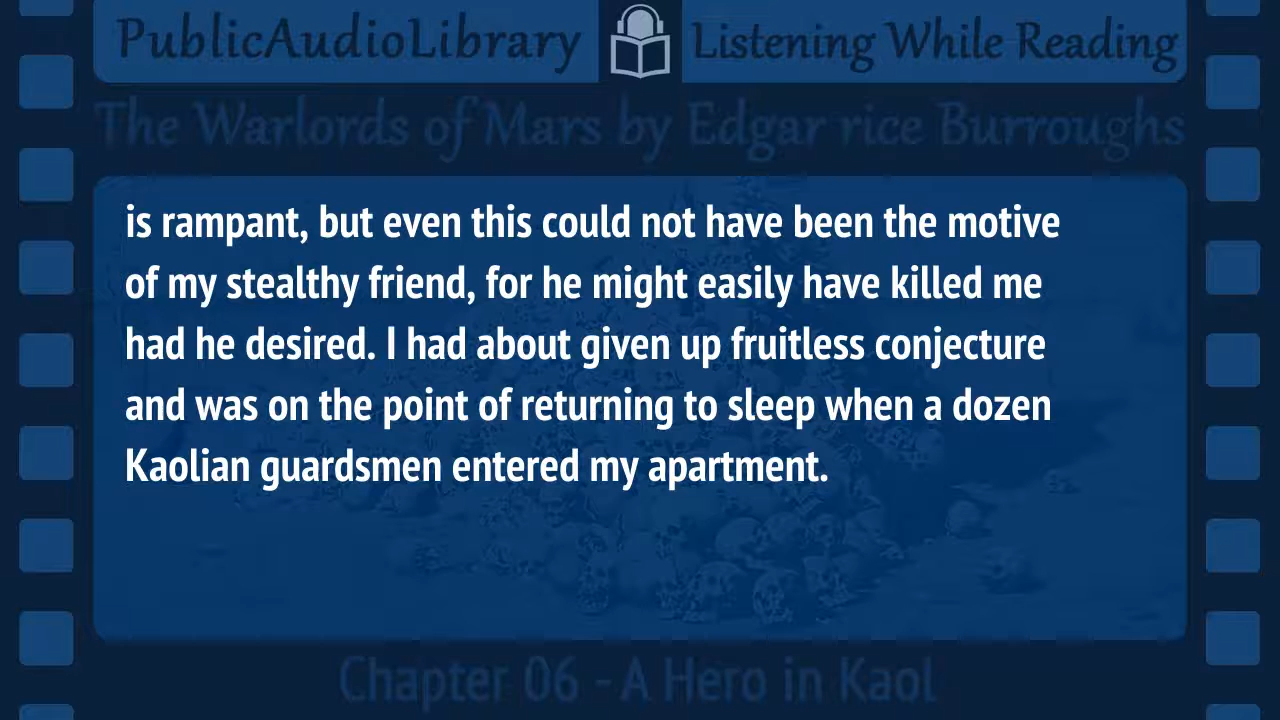 PublicAudioLibrary
Listening While Reading
The Warlords of Mars by Edgar rice Burroughs
is rampant, but even this could not have been the motive
of my stealthy friend, for he might easily have killed me
had he desired. I had about given up fruitless conjecture
and was on the point of returning to sleep when a dozen
Kaolian guardsmen entered my apartment.
Chapter 06 - A Hero in Kaol